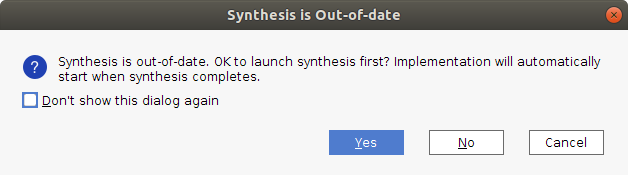 Synthesis is Out-of-date
Synthesis is out-of-date. OK to launch synthesis first? Implementation will automatically
start when synthesis completes.
Don't show this dialog again
Yes
No
Cancel